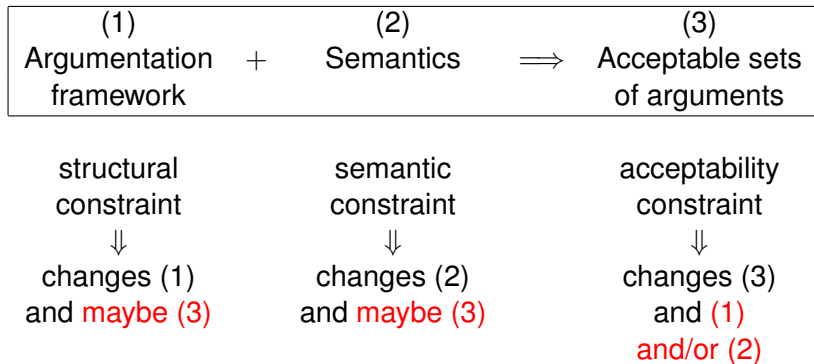 (1) (2) (3)
Argumentation + Semantics ⟹ Acceptable sets
framework of arguments
structural semantic acceptability
constraint constraint constraint
⇓ ⇓ ⇓
changes (1) changes (2) changes (3)
and maybe (3) and maybe (3) and (1)
and/or (2)